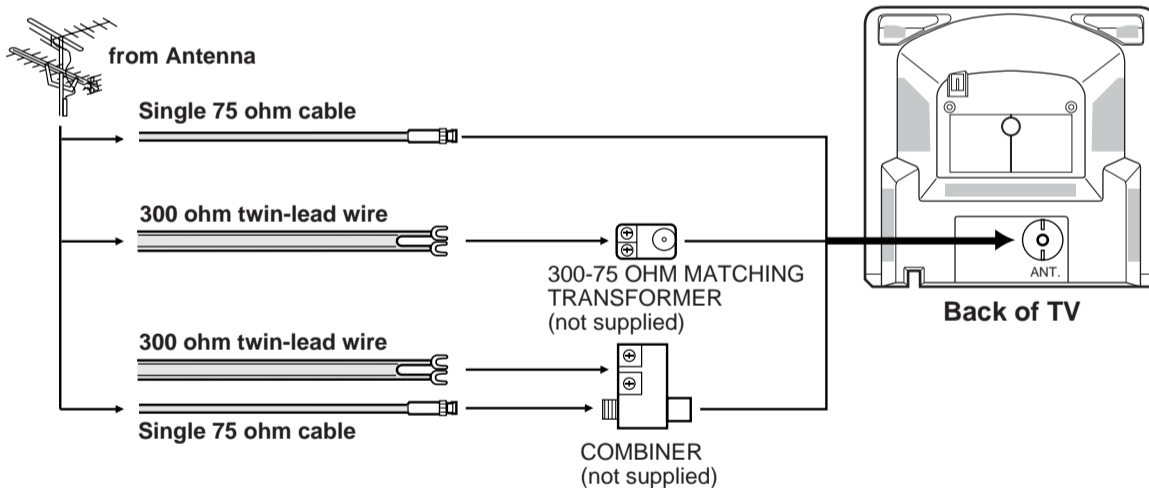 from Antenna
Single 75 ohm cable
300 ohm twin-lead wire
300-75 OHM MATCHING
TRANSFORMER
(not supplied)
ANT.
Back of TV
300 ohm twin-lead wire
Single 75 ohm cable
COMBINER
(not supplied)